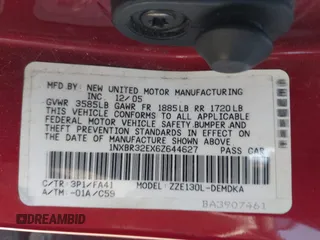 MFD BY: NEW UNITED MOTOR MANUFACTURING
INC 12/05
GVWR 3585LB GAWR FR 1885LB RR 1720LB
THIS VEHICLE CONFORMS TO ALL APPLICABLE
FEDERAL MOTOR VEHICLE SAFETY, BUMPER AND
THEFT PREVENTION STANDARDS IN EFFECT ON
THE DATE OF MANUFACTURE SHOWN ABOVE.
1NXBR32EX6Z644627
C/TR: 3P1/FA41 MODEL: ZZE130L-DEMDKA
A/TM: -01A/C59
BA3907461
DREAMBID